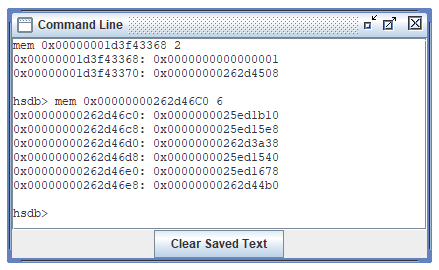 Command Line
mem 0x00000001d3f43368 2
0x00000001d3f43368: 0x0000000000000001
0x00000001d3f43370: 0x00000000262d4508
hsdb> mem 0x00000000262d46C0 6
0x00000000262d46c0: 0x0000000025ed1b10
0x00000000262d46c8: 0x0000000025ed15e8
0x00000000262d46d0: 0x00000000262d3a38
0x00000000262d46d8: 0x0000000025ed1540
0x00000000262d46e0: 0x0000000025ed1678
0x00000000262d46e8: 0x00000000262d44b0
hsdb>
Clear Saved Text